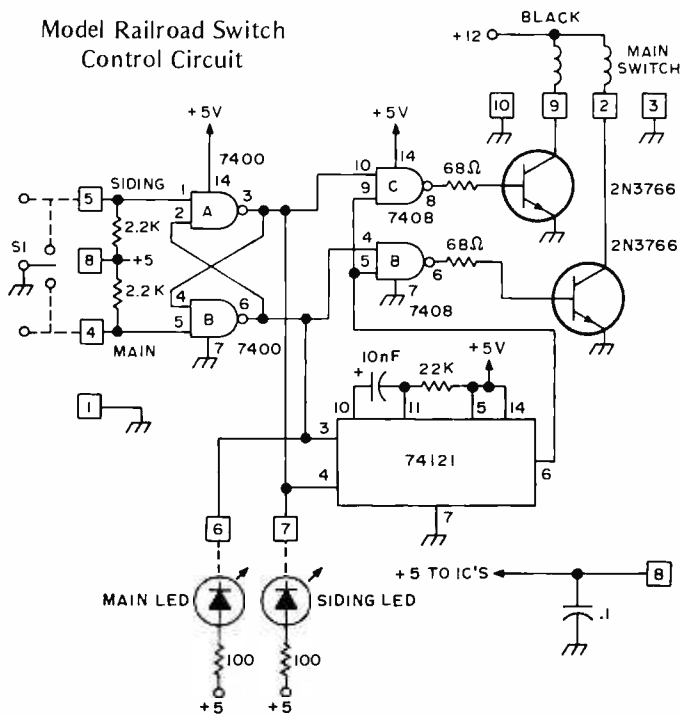 Model Railroad Switch
Control Circuit
BLACK
+12
MAIN
SWITCH
10
9
2
3
+5V
7400
14
+5V
14
5
SIDING
1
2
A
3
10
9
C
8
68Ω
7408
2N3766
2.2K
S1
8
+5
2.2K
4
5
B
6
68Ω
2N3766
7
7408
4
MAIN
4
5
B
6
7
7400
1
10nF
+
22K
+5V
10
11
5
14
3
4
74121
6
7
6
7
MAIN LED
SIDING LED
100
100
+5
+5
+5 TO IC'S
8
.1